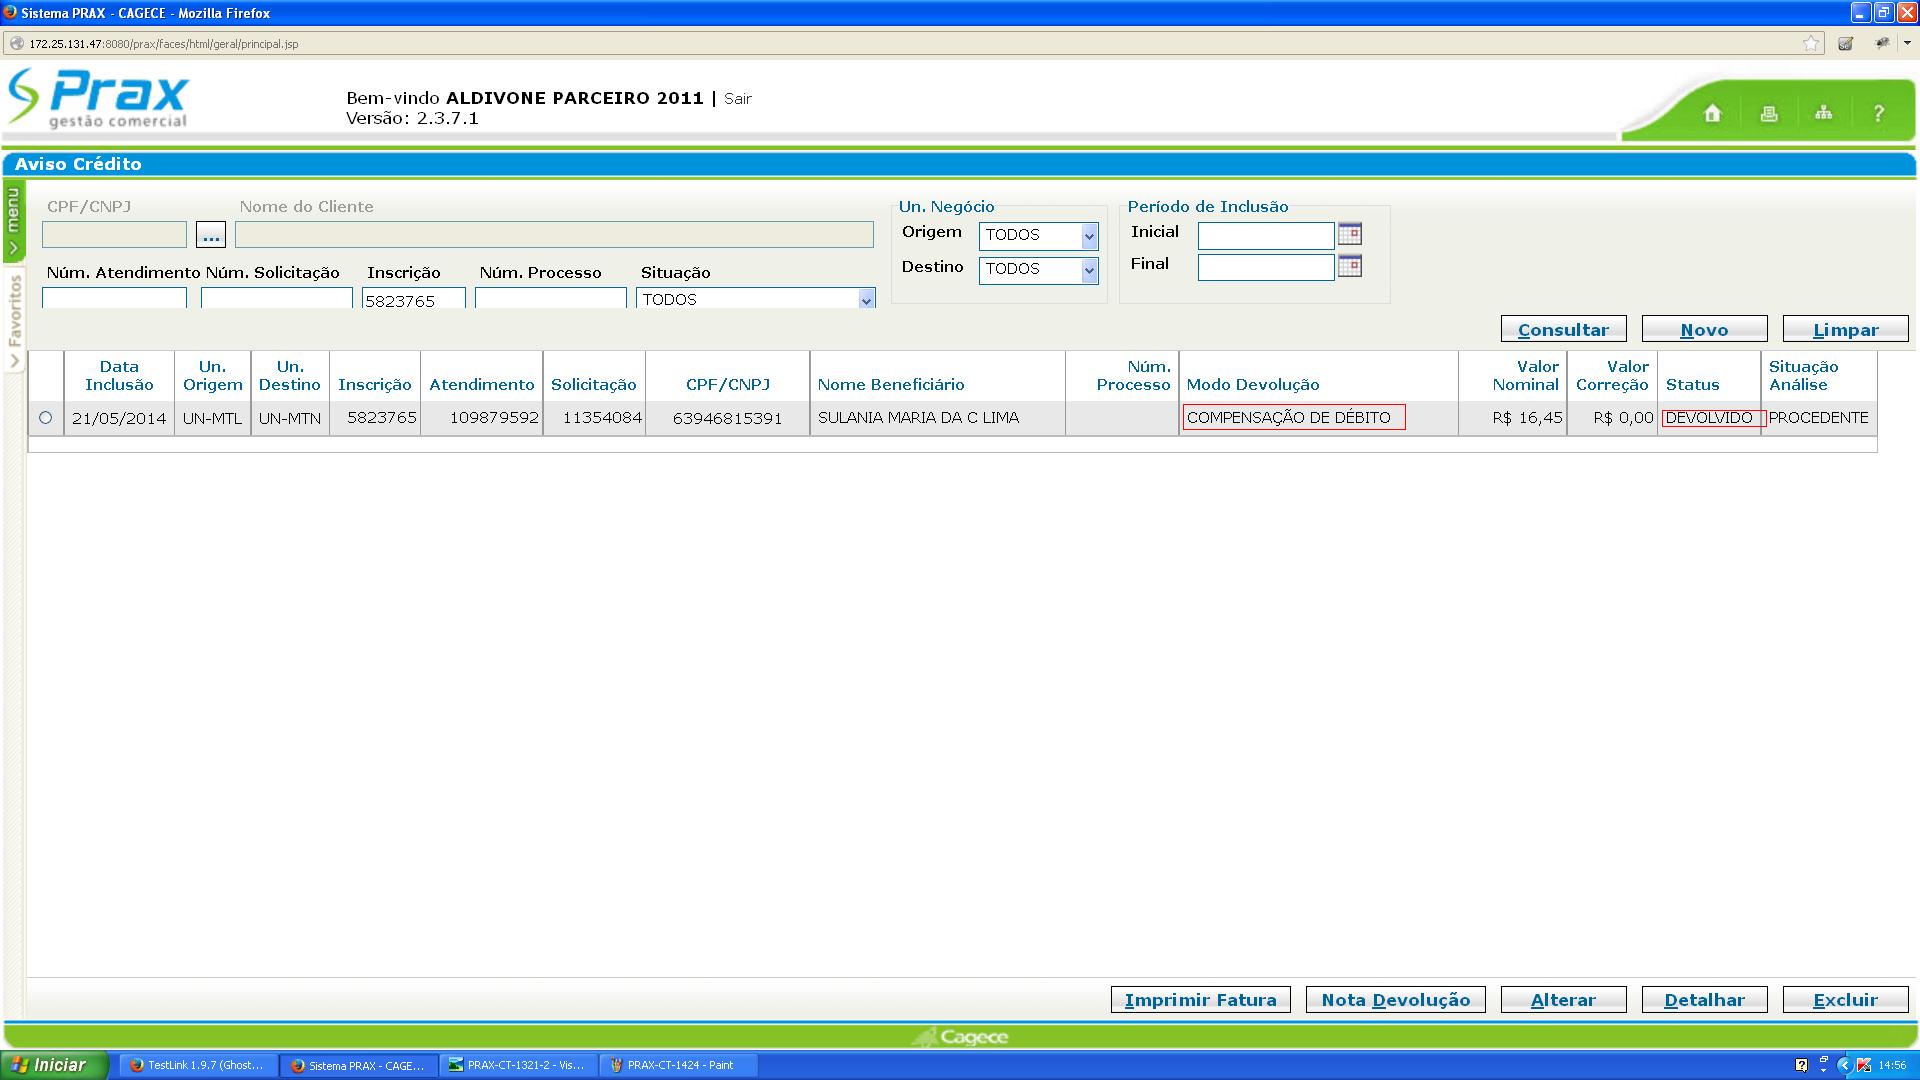 Sistema PRAX - CAGECE - Mozilla Firefox
172.25.131.47:8080/prax/faces/html/geral/principal.jsp
Prax
gestão comercial
Bem-vindo ALDIVONE PARCEIRO 2011 | Sair
Versão: 2.3.7.1
?
Aviso Crédito
menu
Favoritos
CPF/CNPJ Nome do Cliente
...
Un. Negócio
Origem TODOS
Destino TODOS
Período de Inclusão
Inicial
Final
Núm. Atendimento Núm. Solicitação Inscrição Núm. Processo Situação
5823765 TODOS
Consultar Novo Limpar
Data Inclusão Un. Origem Un. Destino Inscrição Atendimento Solicitação CPF/CNPJ Nome Beneficiário Núm. Processo Modo Devolução Valor Nominal Valor Correção Status Situação Análise
21/05/2014 UN-MTL UN-MTN 5823765 109879592 11354084 63946815391 SULANIA MARIA DA C LIMA COMPENSAÇÃO DE DÉBITO R$ 16,45 R$ 0,00 DEVOLVIDO PROCEDENTE
Imprimir Fatura Nota Devolução Alterar Detalhar Excluir
Cagece
Iniciar TestLink 1.9.7 (Ghost... Sistema PRAX - CAGE... PRAX-CT-1321-2 - Vis... PRAX-CT-1424 - Paint 14:56